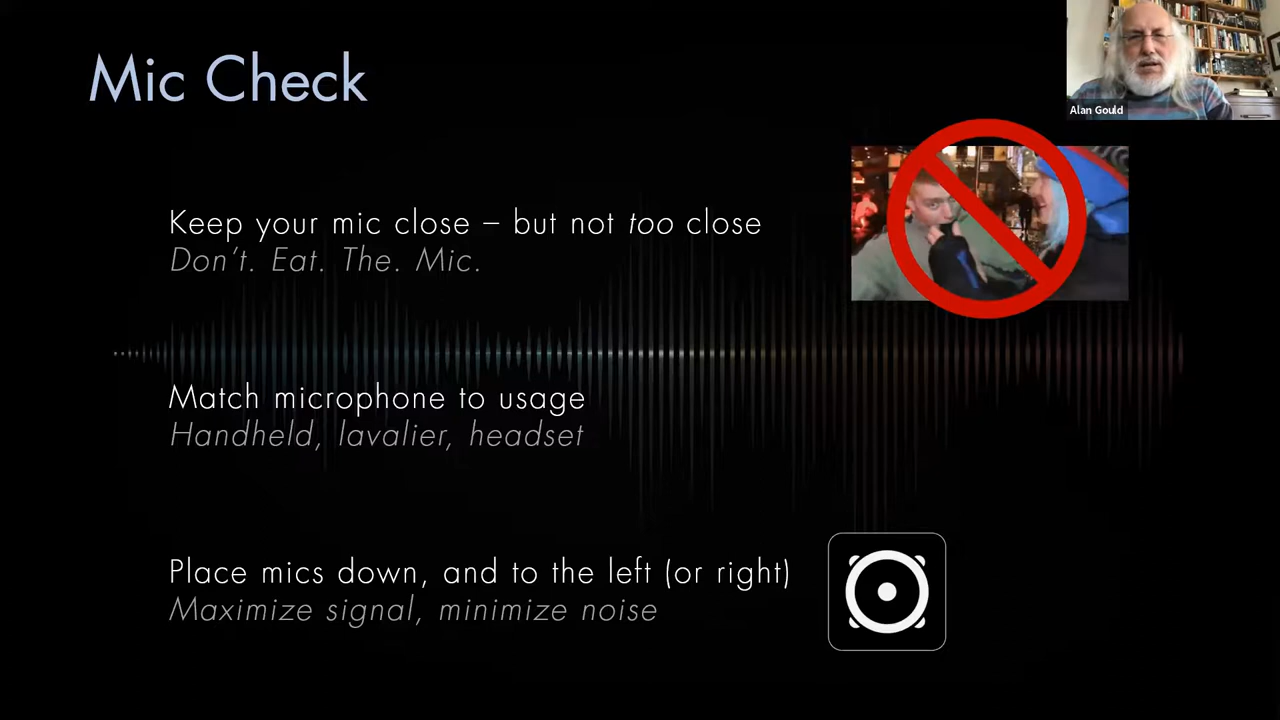 Mic Check
Alan Gould
Keep your mic close – but not too close
Don't. Eat. The. Mic.
Match microphone to usage
Handheld, lavalier, headset
Place mics down, and to the left (or right)
Maximize signal, minimize noise